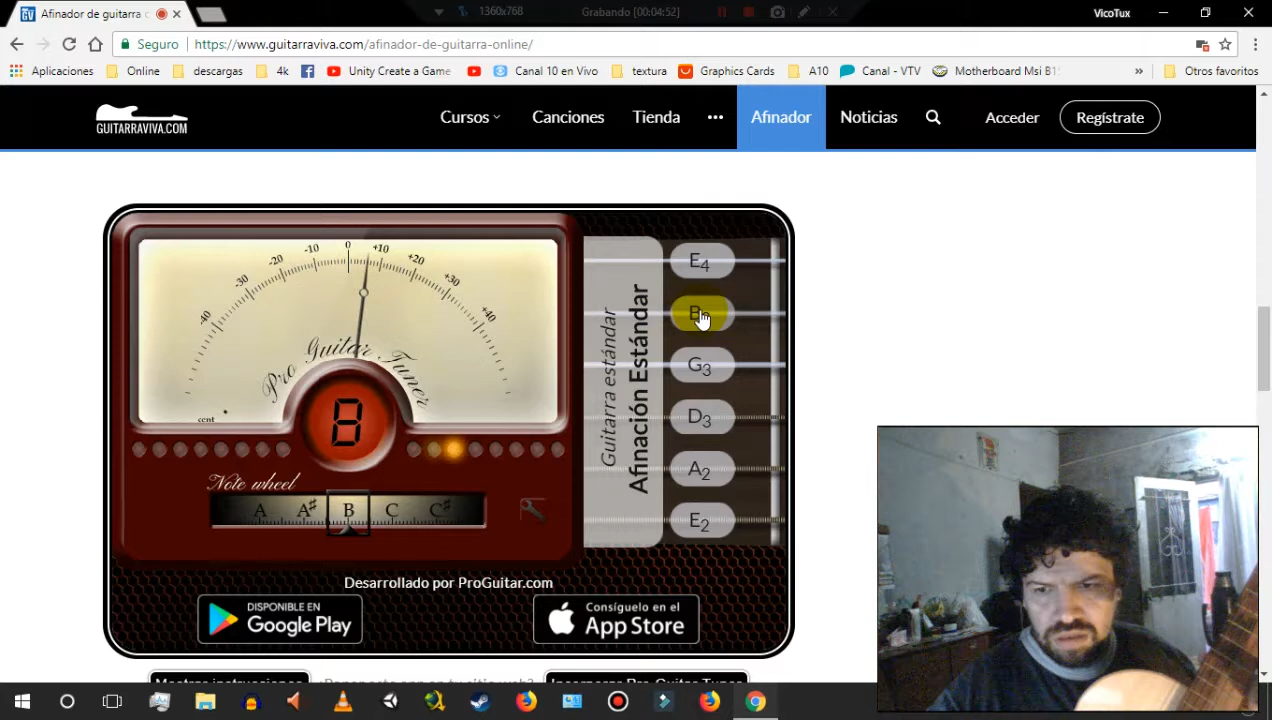 Afinador de guitarra c
1360x768
Grabando [00:04:52]
VicoTux
Seguro
https://www.guitarraviva.com/afinador-de-guitarra-online/
Aplicaciones
Online
descargas
4k
Unity Create a Game
Canal 10 en Vivo
textura
Graphics Cards
A10
Canal - VTV
Motherboard Msi B1
»
Otros favoritos
GUITARRAVIVA.COM
Cursos
Canciones
Tienda
Afinador
Noticias
Acceder
Regístrate
-40
-30
-20
-10
0
+10
+20
+30
+40
Pro Guitar Tuner
cent
B
Note wheel
A A# B C C#
Guitarra estándar
Afinación Estándar
E4
B
G3
D3
A2
E2
Desarrollado por ProGuitar.com
DISPONIBLE EN
Google Play
Consíguelo en el
App Store